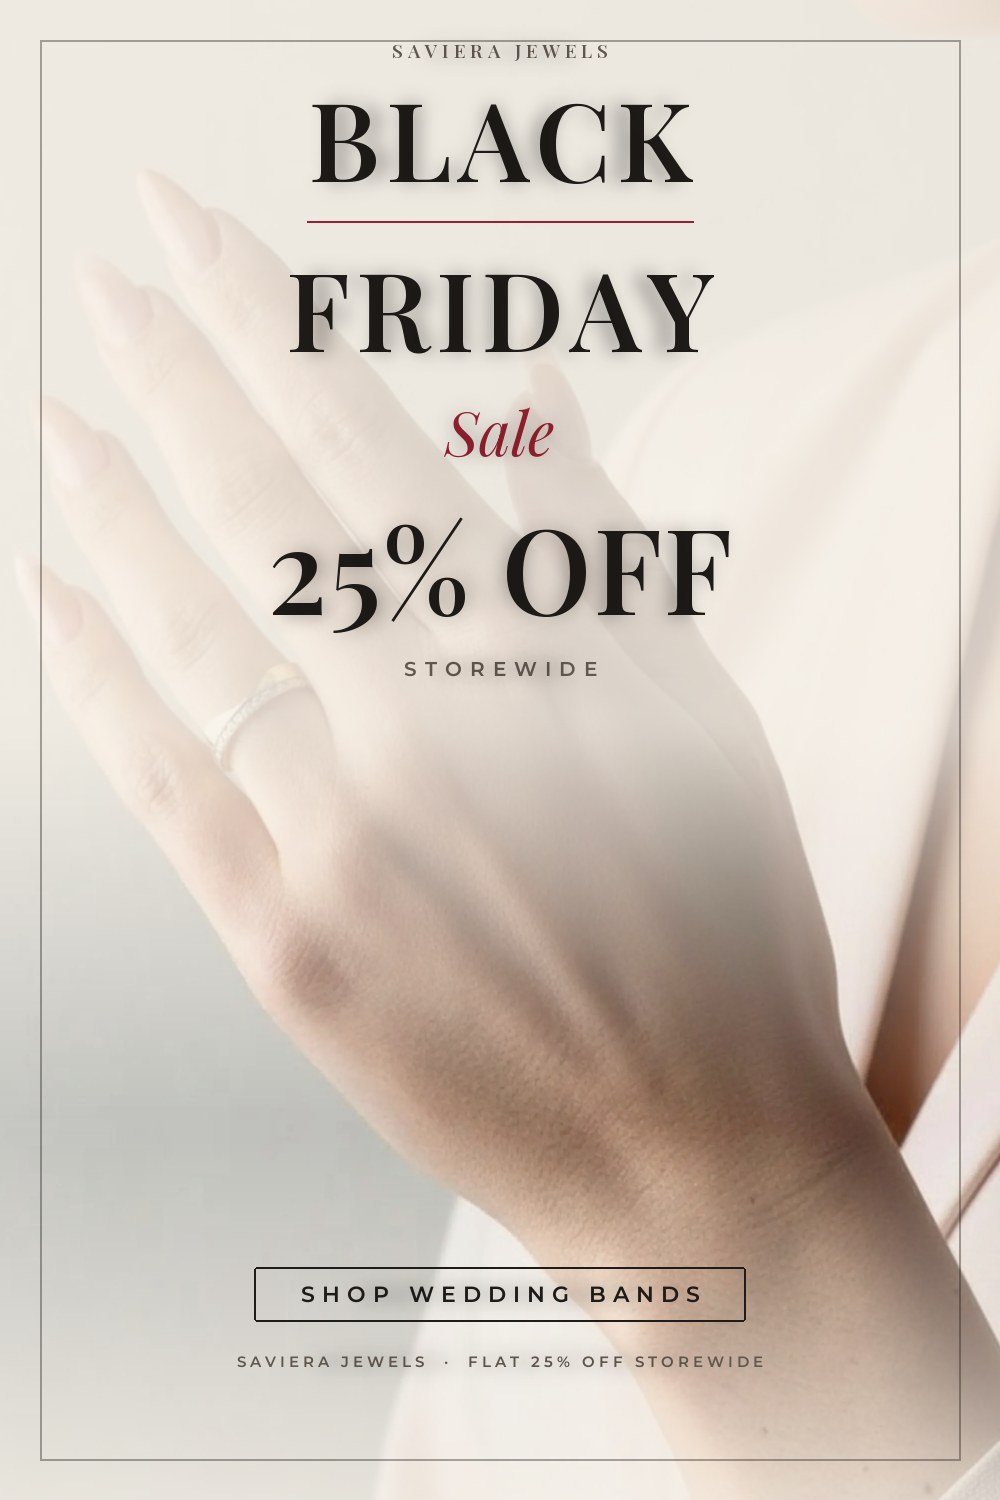 SAVIERA JEWELS
BLACK
FRIDAY
Sale
25% OFF
STOREWIDE
SHOP WEDDING BANDS
SAVIERA JEWELS · FLAT 25% OFF STOREWIDE